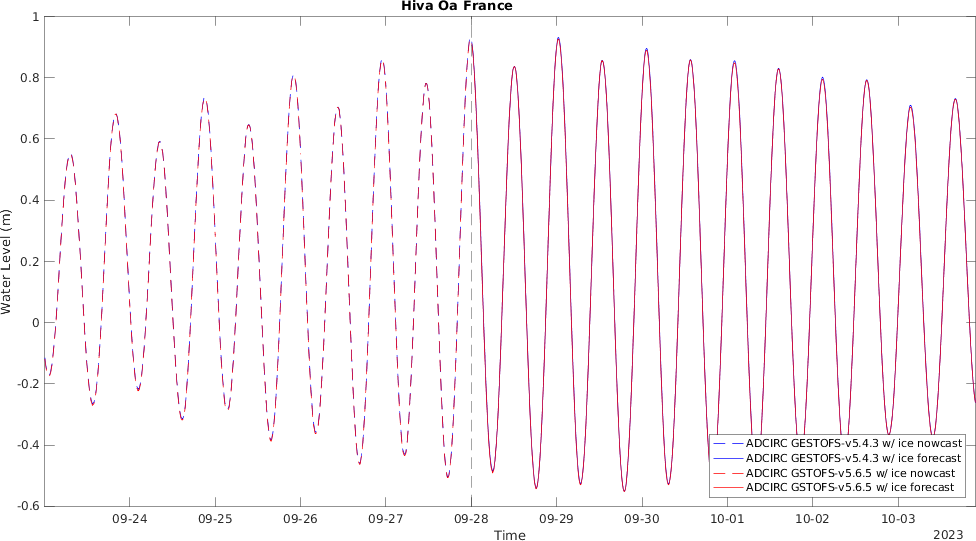 Hiva Oa France
Water Level (m)
1
0.8
0.6
0.4
0.2
0
-0.2
-0.4
-0.6
ADCIRC GESTOFS-v5.4.3 w/ ice nowcast
ADCIRC GESTOFS-v5.4.3 w/ ice forecast
ADCIRC GSTOFS-v5.6.5 w/ ice nowcast
ADCIRC GSTOFS-v5.6.5 w/ ice forecast
09-24 09-25 09-26 09-27 09-28 09-29 09-30 10-01 10-02 10-03
Time
2023